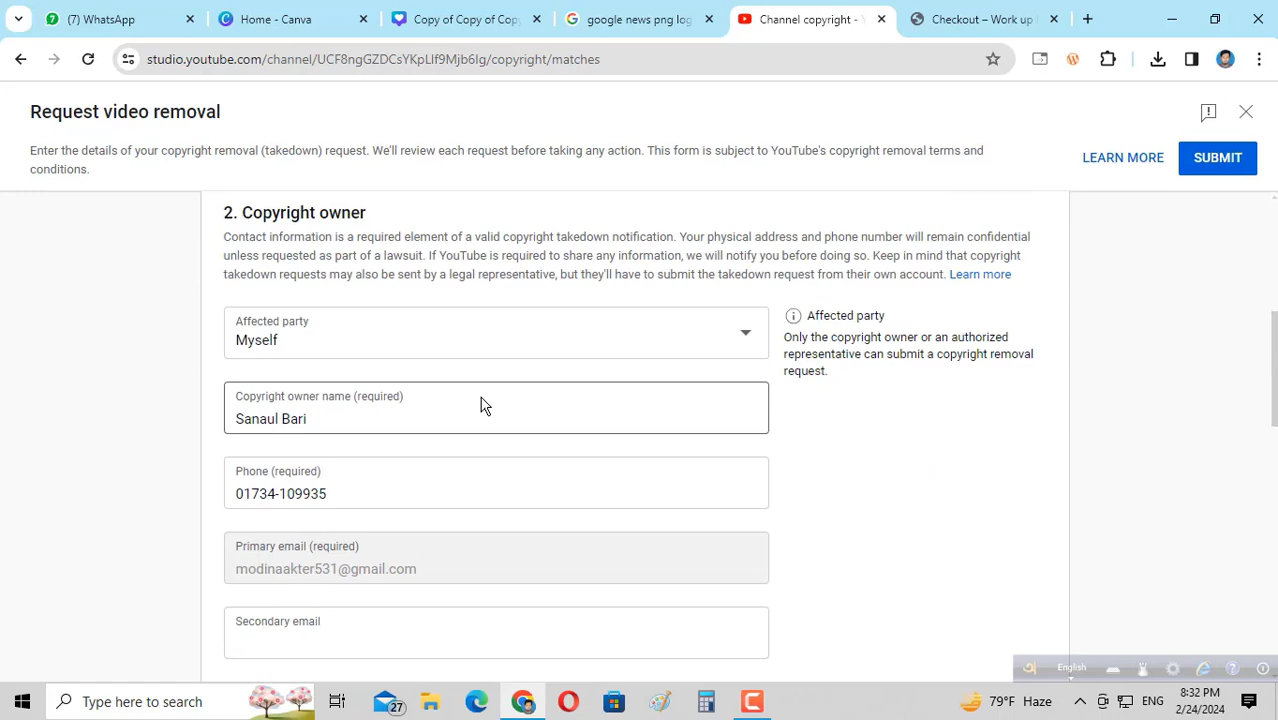 (7) WhatsApp
Home - Canva
Copy of Copy of Cop
google news png log
Channel copyright -
Checkout – Work up
studio.youtube.com/channel/UCF8ngGZDCsYKpLlf9Mjb6Ig/copyright/matches
Request video removal
Enter the details of your copyright removal (takedown) request. We'll review each request before taking any action. This form is subject to YouTube's copyright removal terms and
conditions.
LEARN MORE
SUBMIT
2. Copyright owner
Contact information is a required element of a valid copyright takedown notification. Your physical address and phone number will remain confidential
unless requested as part of a lawsuit. If YouTube is required to share any information, we will notify you before doing so. Keep in mind that copyright
takedown requests may also be sent by a legal representative, but they'll have to submit the takedown request from their own account. Learn more
Affected party
Myself
Affected party
Only the copyright owner or an authorized
representative can submit a copyright removal
request.
Copyright owner name (required)
Sanaul Bari
Phone (required)
01734-109935
Primary email (required)
modinaakter531@gmail.com
Secondary email
English
Type here to search
27
79°F Haze
ENG
8:32 PM
2/24/2024